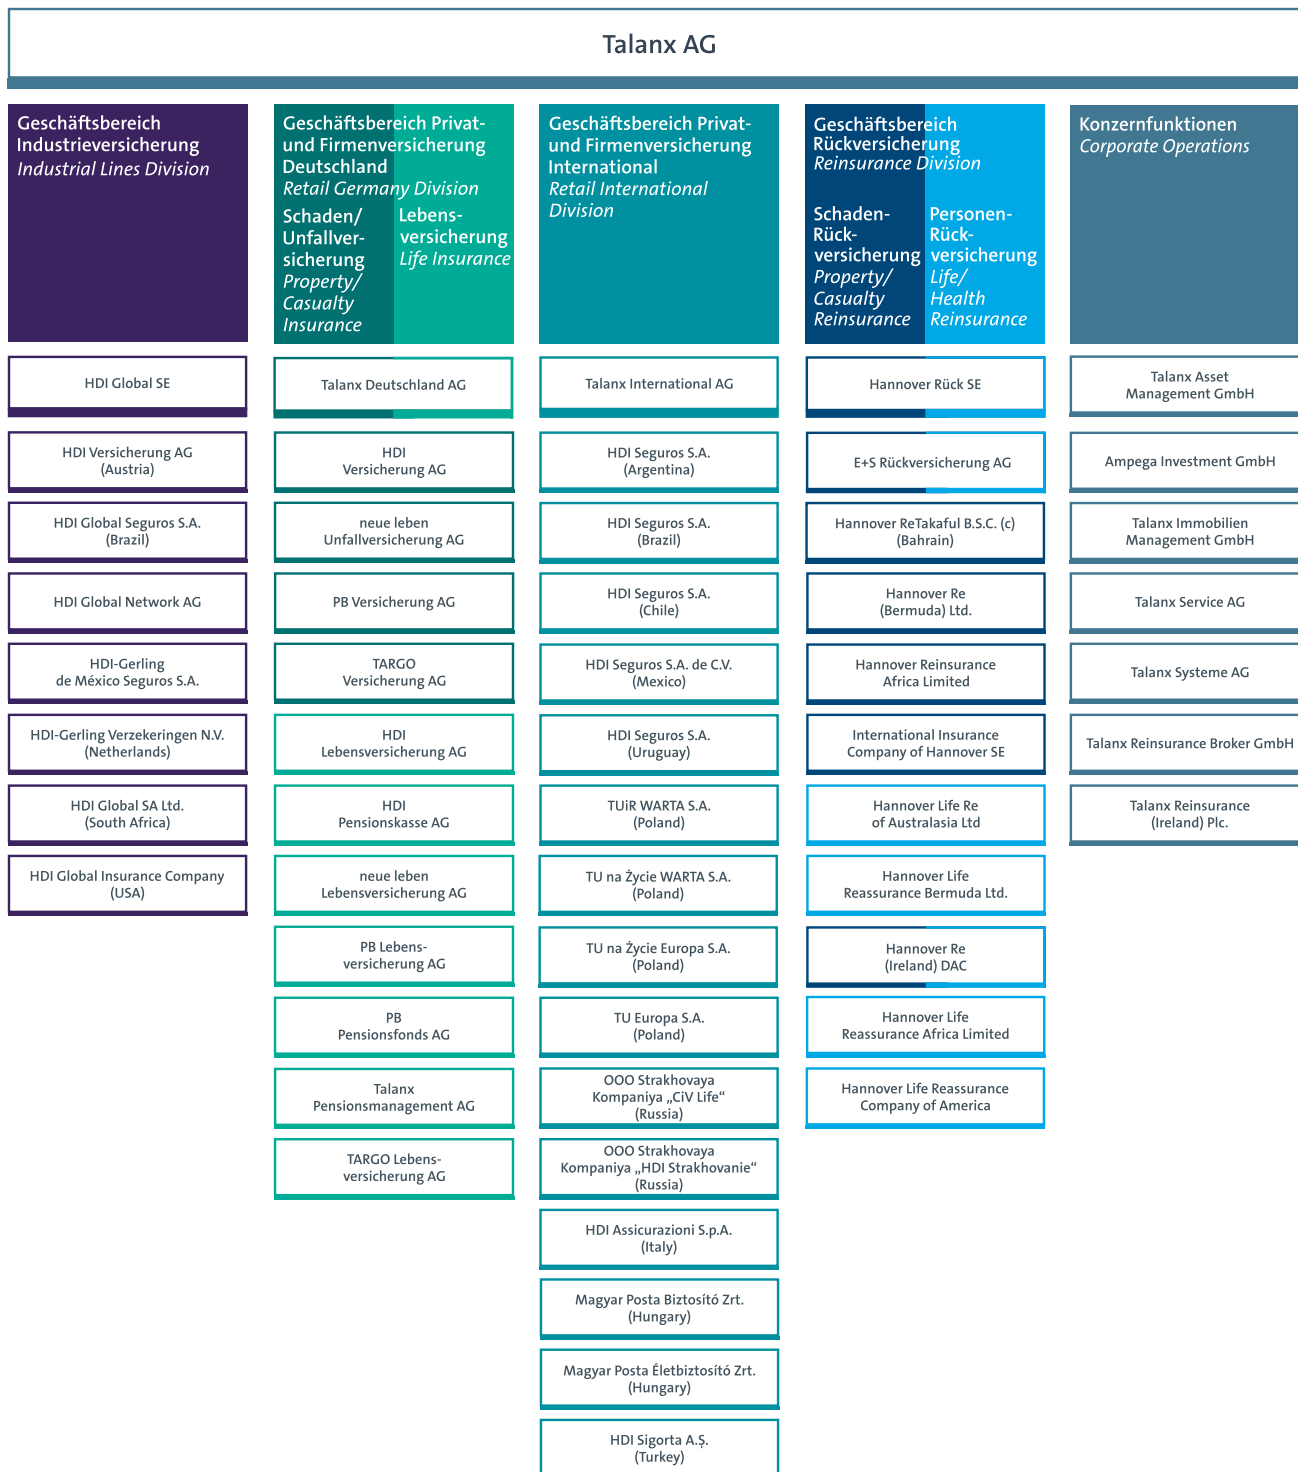 Talanx AG
Geschäftsbereich
Industrieversicherung
Industrial Lines Division
HDI Global SE
HDI Versicherung AG
(Austria)
HDI Global Seguros S.A.
(Brazil)
HDI Global Network AG
HDI-Gerling
de México Seguros S.A.
HDI-Gerling Verzekeringen N.V.
(Netherlands)
HDI Global SA Ltd.
(South Africa)
HDI Global Insurance Company
(USA)
Geschäftsbereich Privat-
und Firmenversicherung
Deutschland
Retail Germany Division
Schaden/
Unfallver-
sicherung
Property/
Casualty
Insurance
Lebens-
versicherung
Life Insurance
Talanx Deutschland AG
HDI
Versicherung AG
neue leben
Unfallversicherung AG
PB Versicherung AG
TARGO
Versicherung AG
HDI
Lebensversicherung AG
HDI
Pensionskasse AG
neue leben
Lebensversicherung AG
PB Lebens-
versicherung AG
PB
Pensionsfonds AG
Talanx
Pensionsmanagement AG
TARGO Lebens-
versicherung AG
Geschäftsbereich Privat-
und Firmenversicherung
International
Retail International
Division
Talanx International AG
HDI Seguros S.A.
(Argentina)
HDI Seguros S.A.
(Brazil)
HDI Seguros S.A.
(Chile)
HDI Seguros S.A. de C.V.
(Mexico)
HDI Seguros S.A.
(Uruguay)
TUiR WARTA S.A.
(Poland)
TU na Życie WARTA S.A.
(Poland)
TU na Życie Europa S.A.
(Poland)
TU Europa S.A.
(Poland)
OOO Strakhovaya
Kompaniya „CiV Life“
(Russia)
OOO Strakhovaya
Kompaniya „HDI Strakhovanie“
(Russia)
HDI Assicurazioni S.p.A.
(Italy)
Magyar Posta Biztosító Zrt.
(Hungary)
Magyar Posta Életbiztosító Zrt.
(Hungary)
HDI Sigorta A.Ş.
(Turkey)
Geschäftsbereich
Rückversicherung
Reinsurance Division
Schaden-
Rück-
versicherung
Property/
Casualty
Reinsurance
Personen-
Rück-
versicherung
Life/
Health
Reinsurance
Hannover Rück SE
E+S Rückversicherung AG
Hannover ReTakaful B.S.C. (c)
(Bahrain)
Hannover Re
(Bermuda) Ltd.
Hannover Reinsurance
Africa Limited
International Insurance
Company of Hannover SE
Hannover Life Re
of Australasia Ltd
Hannover Life
Reassurance Bermuda Ltd.
Hannover Re
(Ireland) DAC
Hannover Life
Reassurance Africa Limited
Hannover Life Reassurance
Company of America
Konzernfunktionen
Corporate Operations
Talanx Asset
Management GmbH
Ampega Investment GmbH
Talanx Immobilien
Management GmbH
Talanx Service AG
Talanx Systeme AG
Talanx Reinsurance Broker GmbH
Talanx Reinsurance
(Ireland) Plc.